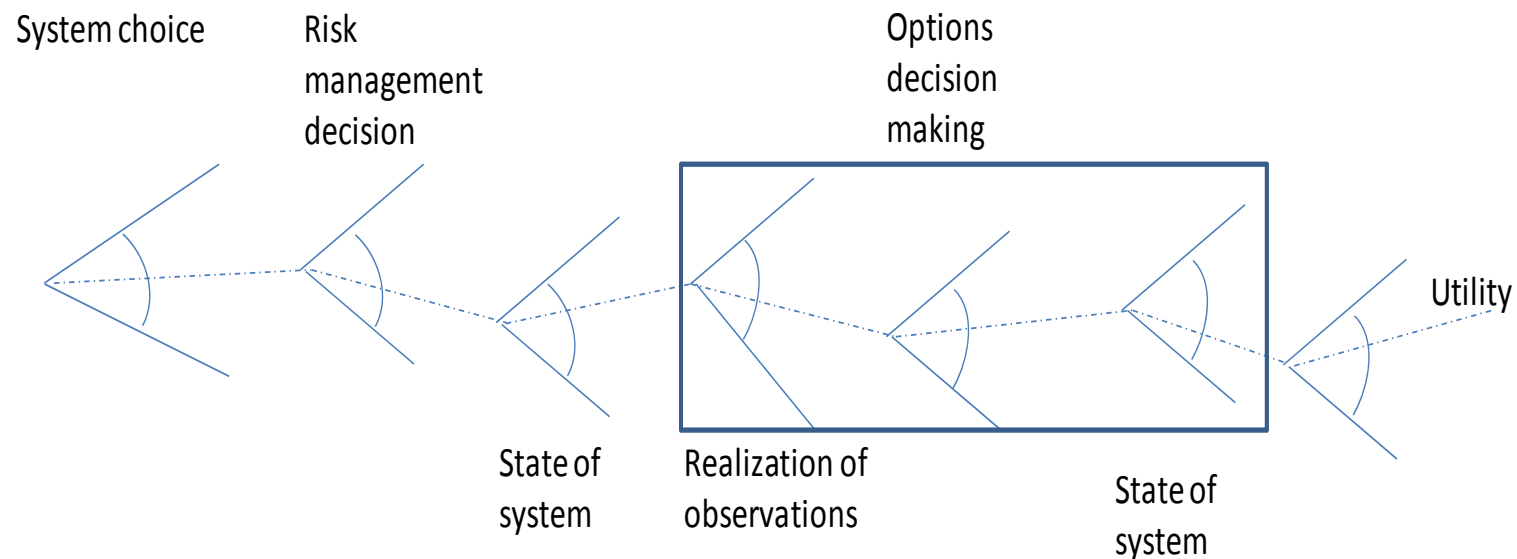 System choice
Risk
management
decision
Options
decision
making
Utility
State of
system
Realization of
observations
State of
system